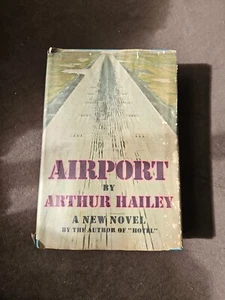 AIRPORT
BY
ARTHUR HAILEY
A NEW NOVEL
BY THE AUTHOR OF "HOTEL"